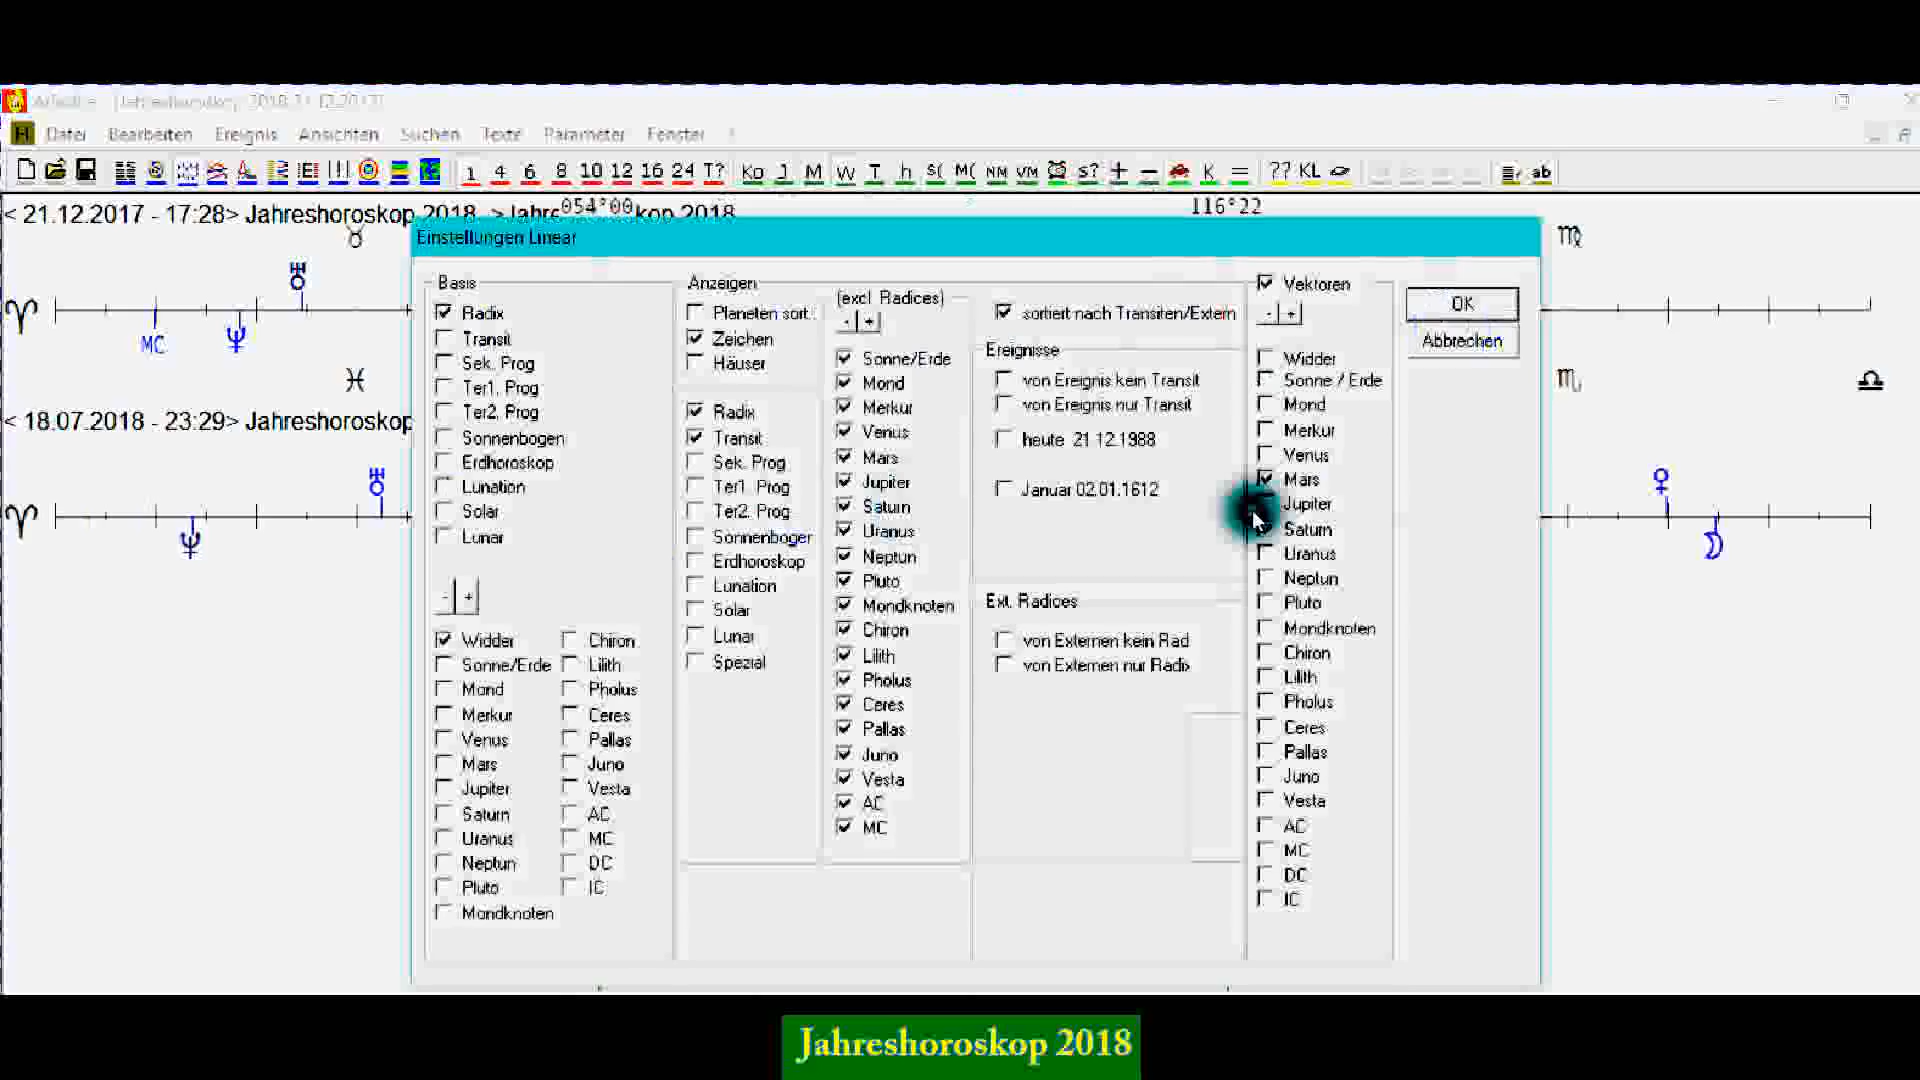 [Jahreshoroskop 2018 21.12.2017]
Datei Bearbeiten Ereignis Ansichten Suchen Texte Parameter Fenster
1 4 6 8 10 12 16 24 T? Ko J M W T h S( M( NM VM S? + − K = ?? KL ab
< 21.12.2017 - 17:28> Jahreshoroskop 2018
054°00
116°22
MC
< 18.07.2018 - 23:29> Jahreshoroskop
Einstellungen Linear
Basis
Radix
Transit
Sek. Prog
Ter1. Prog
Ter2. Prog
Sonnenbogen
Erdhoroskop
Lunation
Solar
Lunar
- +
Widder
Sonne/Erde
Mond
Merkur
Venus
Mars
Jupiter
Saturn
Uranus
Neptun
Pluto
Mondknoten
Chiron
Lilith
Pholus
Ceres
Pallas
Juno
Vesta
AC
MC
DC
IC
Anzeigen
Planeten sort.
Zeichen
Häuser
Radix
Transit
Sek. Prog
Ter1. Prog
Ter2. Prog
Sonnenboger
Erdhoroskop
Lunation
Solar
Lunar
Spezial
(excl. Radices)
- +
Sonne/Erde
Mond
Merkur
Venus
Mars
Jupiter
Saturn
Uranus
Neptun
Pluto
Mondknoten
Chiron
Lilith
Pholus
Ceres
Pallas
Juno
Vesta
AC
MC
sortiert nach Transiten/Extern
Ereignisse
von Ereignis kein Transit
von Ereignis nur Transit
heute 21.12.1988
Januar 02.01.1612
Ext. Radices
von Externen kein Rad
von Externen nur Radix
Vektoren
- +
Widder
Sonne / Erde
Mond
Merkur
Venus
Mars
Jupiter
Saturn
Uranus
Neptun
Pluto
Mondknoten
Chiron
Lilith
Pholus
Ceres
Pallas
Juno
Vesta
AC
MC
DC
IC
OK
Abbrechen
Jahreshoroskop 2018